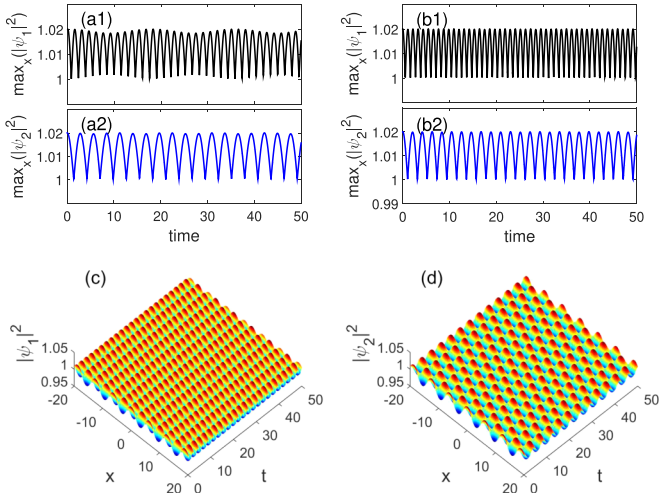 (a1)
max_x(|ψ_1|^2)
1.02
1.01
1
(b1)
max_x(|ψ_1|^2)
1.02
1.01
1
(a2)
max_x(|ψ_2|^2)
1.02
1.01
1
0 10 20 30 40 50
time
(b2)
max_x(|ψ_2|^2)
1.02
1.01
1
0.99
0 10 20 30 40 50
time
(c)
|ψ_1|^2
1.05
1
0.95
-20
-10
0
10
20
x
0
10
20
30
40
50
t
(d)
|ψ_2|^2
1.05
1
0.95
-20
-10
0
10
20
x
0
10
20
30
40
50
t